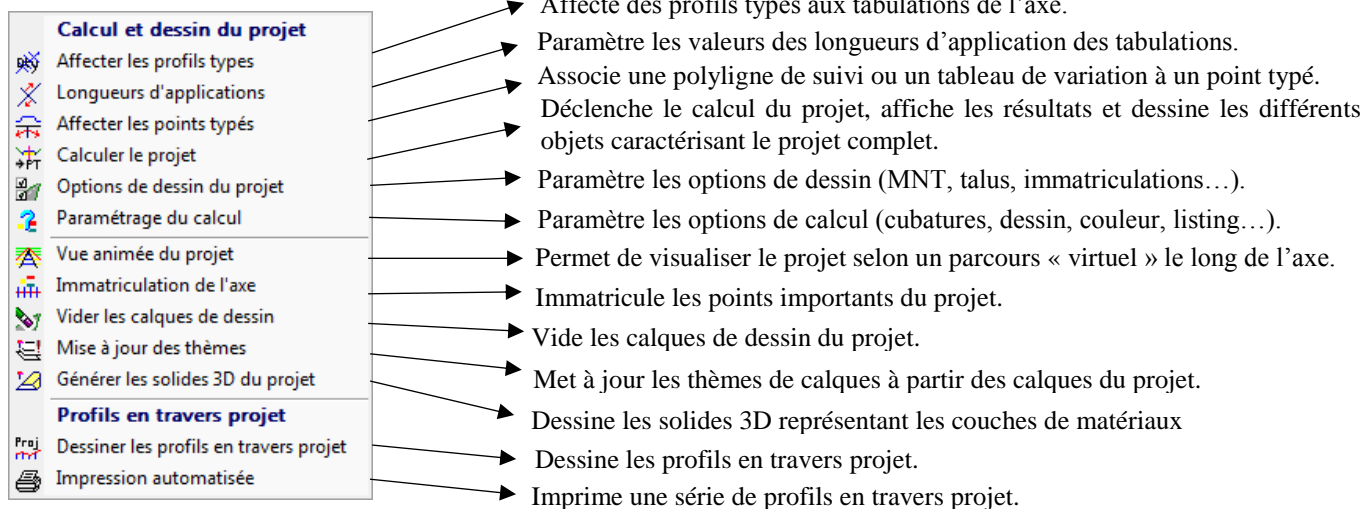 Calcul et dessin du projet
Affecter les profils types
Longueurs d'applications
Affecter les points typés
Calculer le projet
Options de dessin du projet
Paramétrage du calcul
Vue animée du projet
Immatriculation de l'axe
Vider les calques de dessin
Mise à jour des thèmes
Générer les solides 3D du projet
Profils en travers projet
Proj
Dessiner les profils en travers projet
Impression automatisée
Affecte des profils types aux tabulations de l'axe.
Paramètre les valeurs des longueurs d'application des tabulations.
Associe une polyligne de suivi ou un tableau de variation à un point typé.
Déclenche le calcul du projet, affiche les résultats et dessine les différents
objets caractérisant le projet complet.
Paramètre les options de dessin (MNT, talus, immatriculations…).
Paramètre les options de calcul (cubatures, dessin, couleur, listing…).
Permet de visualiser le projet selon un parcours « virtuel » le long de l'axe.
Immatricule les points importants du projet.
Vide les calques de dessin du projet.
Met à jour les thèmes de calques à partir des calques du projet.
Dessine les solides 3D représentant les couches de matériaux
Dessine les profils en travers projet.
Imprime une série de profils en travers projet.